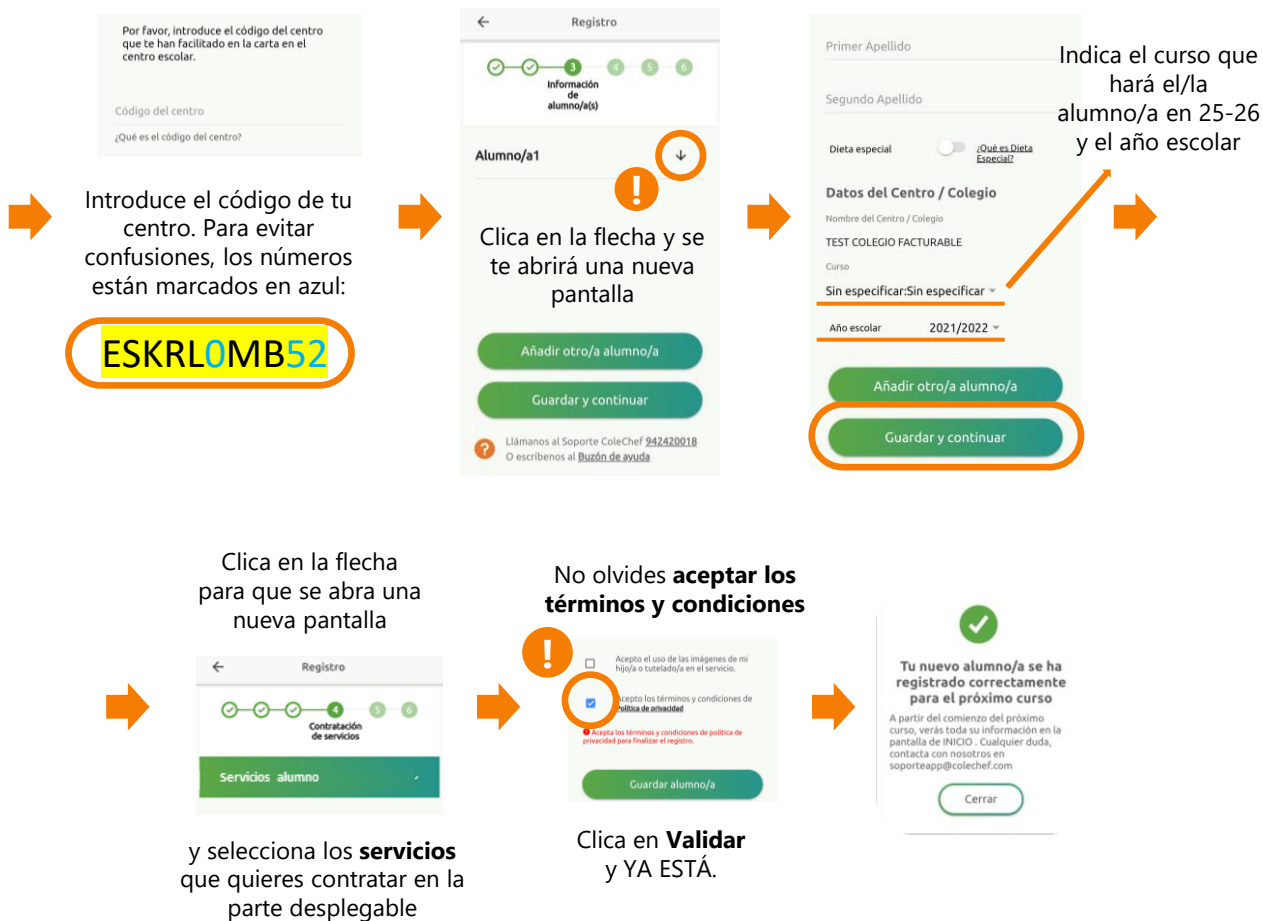 Por favor, introduce el código del centro
que te han facilitado en la carta en el
centro escolar.
Código del centro
¿Qué es el código del centro?
Introduce el código de tu
centro. Para evitar
confusiones, los números
están marcados en azul:
ESKRL0MB52
Registro
3
4
5
6
Información
de
alumno/a(s)
Alumno/a1
!
Clica en la flecha y se
te abrirá una nueva
pantalla
Añadir otro/a alumno/a
Guardar y continuar
?
Llámanos al Soporte ColeChef 942420018
O escríbenos al Buzón de ayuda
Primer Apellido
Segundo Apellido
Dieta especial
¿Qué es Dieta
Especial?
Datos del Centro / Colegio
Nombre del Centro / Colegio
TEST COLEGIO FACTURABLE
Curso
Sin especificar:Sin especificar
Año escolar 2021/2022
Añadir otro/a alumno/a
Guardar y continuar
Indica el curso que
hará el/la
alumno/a en 25-26
y el año escolar
Clica en la flecha
para que se abra una
nueva pantalla
Registro
4
5
6
Contratación
de servicios
Servicios alumno
y selecciona los servicios
que quieres contratar en la
parte desplegable
No olvides aceptar los
términos y condiciones
!
Acepto el uso de las imágenes de mi
hijo/a o tutelado/a en el servicio.
Acepto los términos y condiciones de
Política de privacidad
Acepta los términos y condiciones de política de
privacidad para finalizar el registro.
Guardar alumno/a
Clica en Validar
y YA ESTÁ.
Tu nuevo alumno/a se ha
registrado correctamente
para el próximo curso
A partir del comienzo del próximo
curso, verás toda su información en la
pantalla de INICIO . Cualquier duda,
contacta con nosotros en
soporteapp@colechef.com
Cerrar